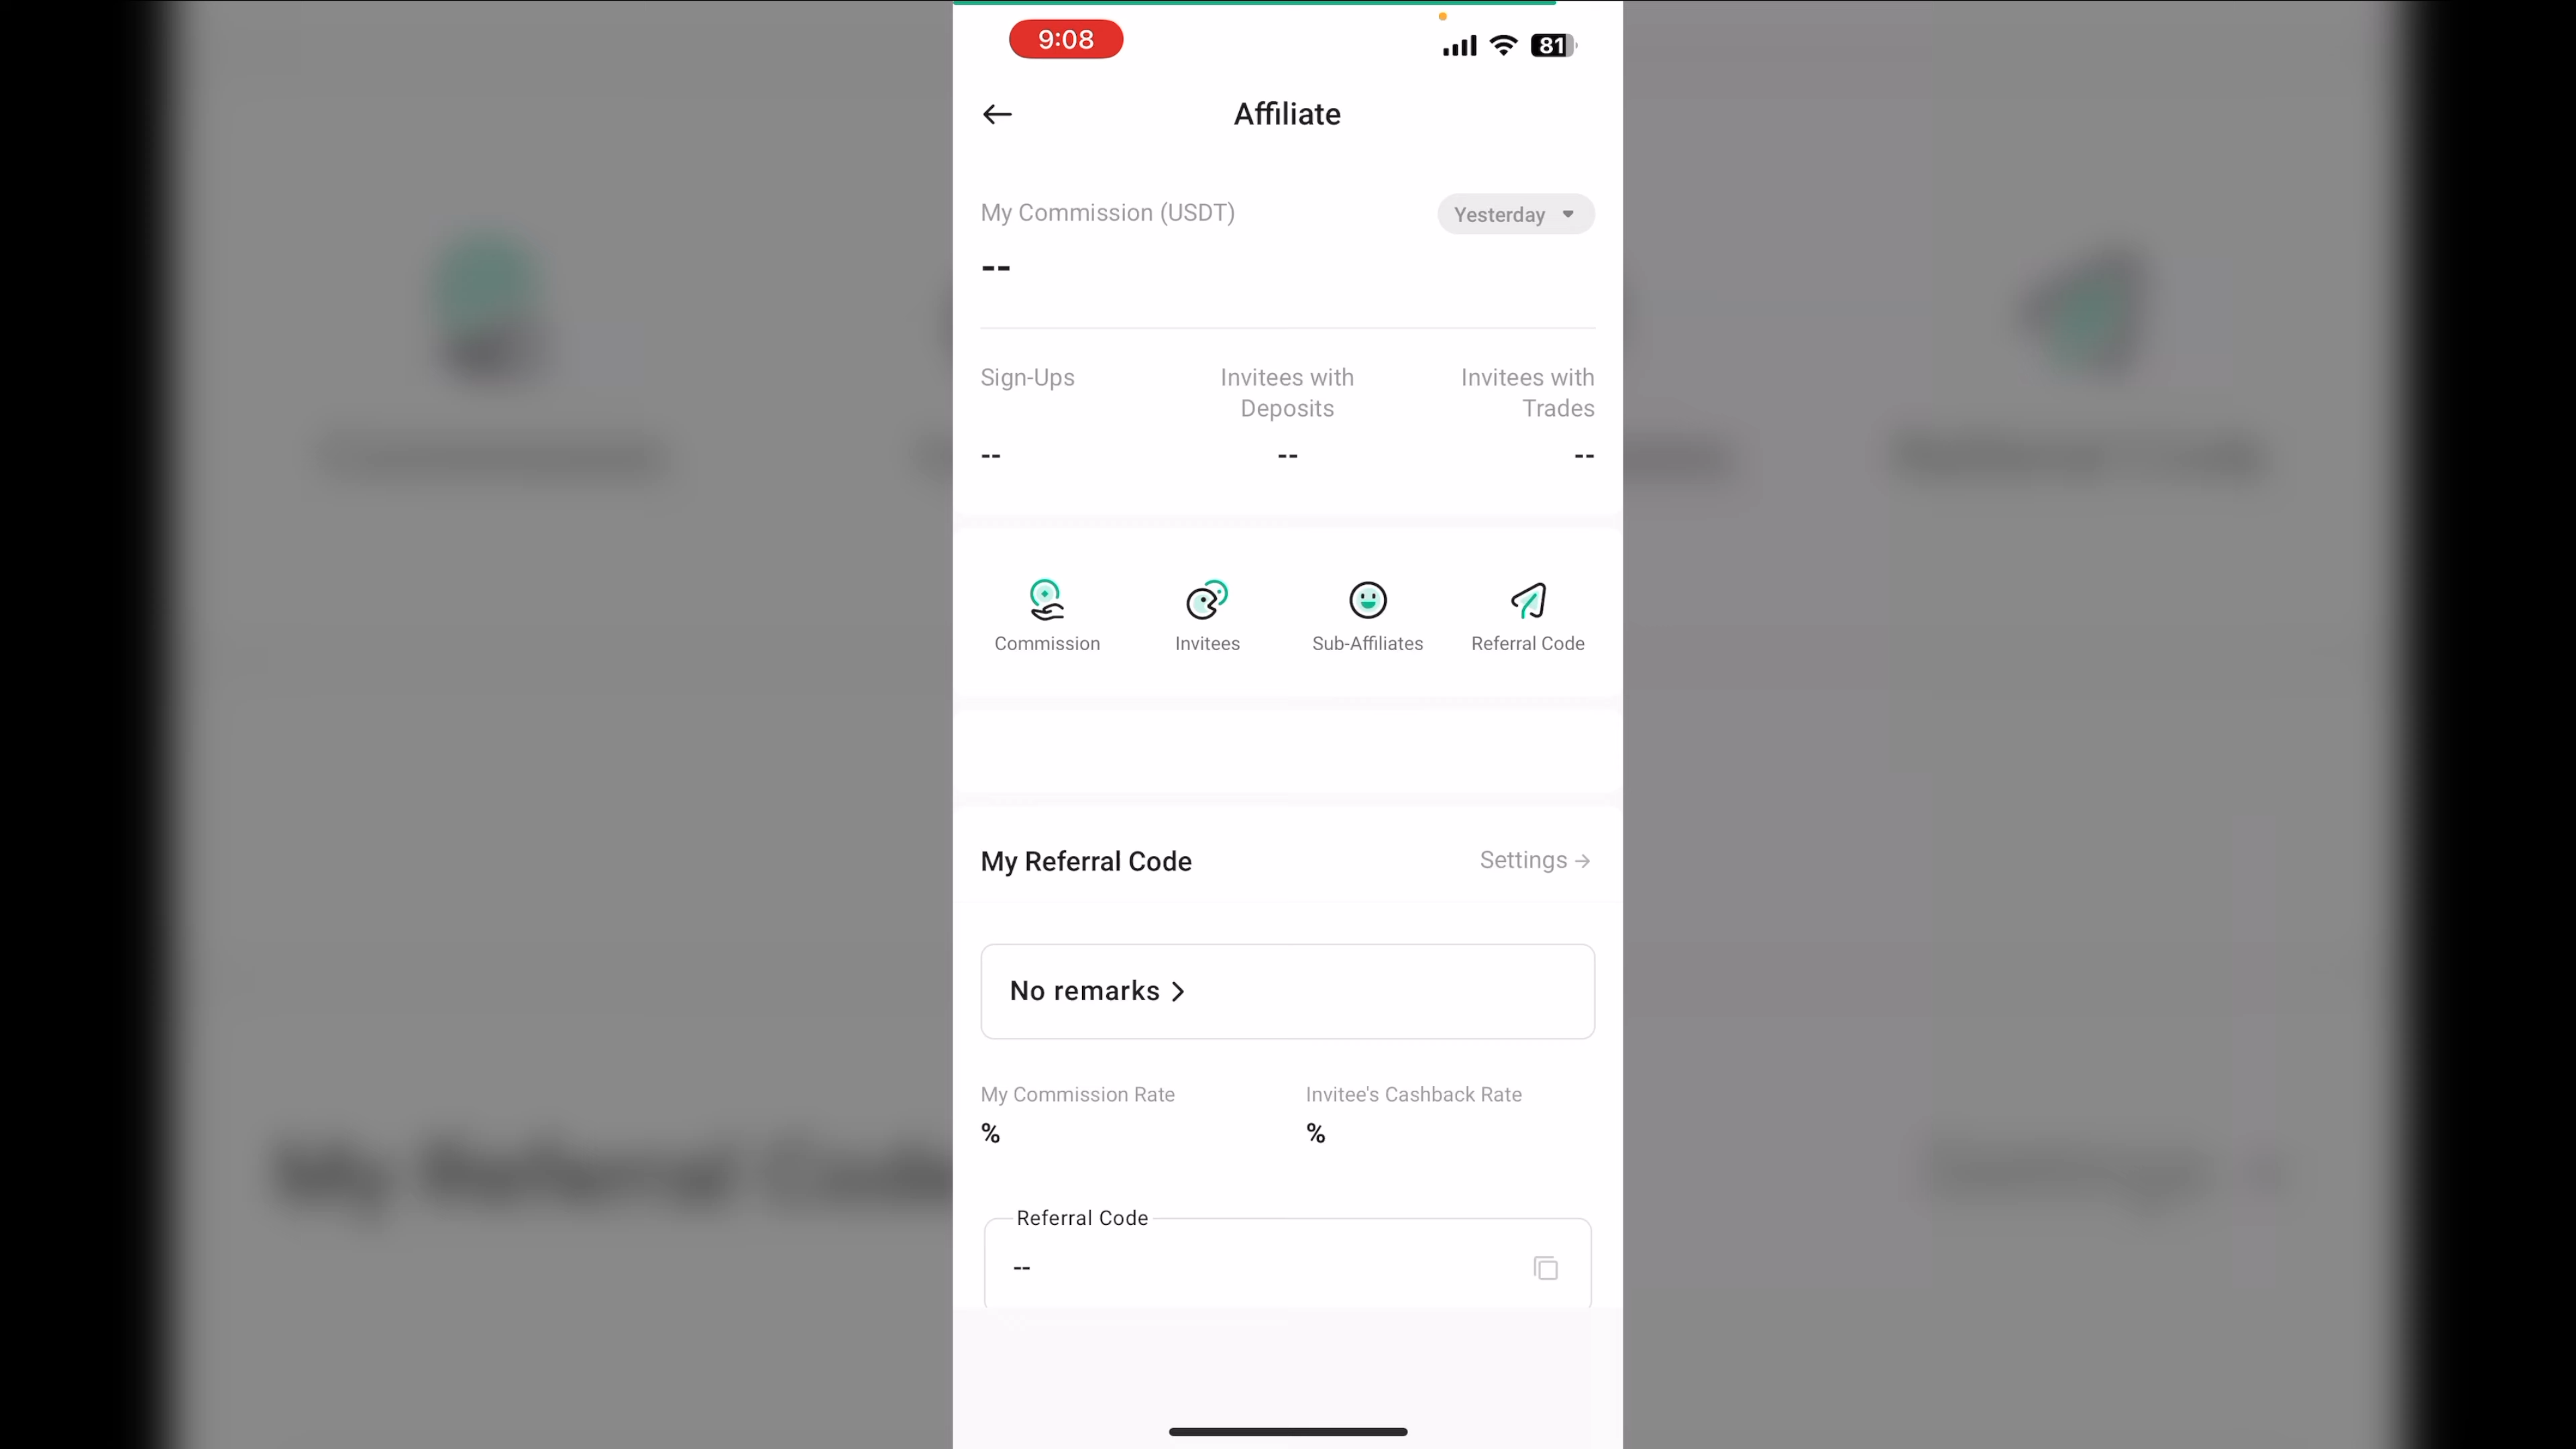 9:08
81
Affiliate
My Commission (USDT)
Yesterday
--
Sign-Ups
Invitees with
Deposits
Invitees with
Trades
--
--
--
Commission
Invitees
Sub-Affiliates
Referral Code
My Referral Code
Settings →
No remarks >
My Commission Rate
Invitee's Cashback Rate
%
%
Referral Code
--